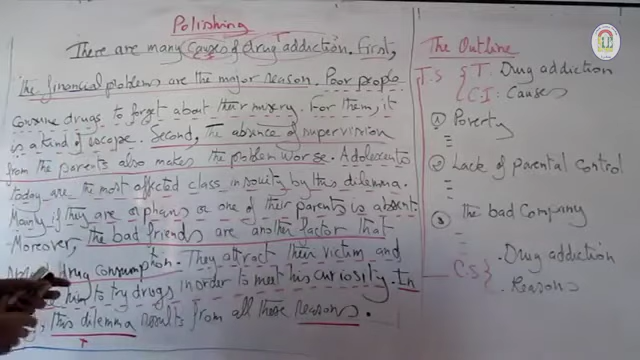 Polishing
There are many causes of drug addiction. First,
the financial problems are the major reason. Poor people
consume drugs to forget about their misery. For them, it
is a kind of escape. Second, the absence of supervision
from the parents also makes the problem worse. Adolescents
today are the most affected class in society by this dilemma.
Mainly if they are orphans or one of their parents is absent.
Moreover, the bad friends are another factor that
drug consumption. They attract their victim and
him to try drugs in order to meet his curiosity. In
this dilemma results from all these reasons.
T
The Outline
T.S { T: Drug addiction
C.I: Causes
① Poverty
② Lack of parental control
③ The bad Company
C.S { . Drug addiction
. Reasons